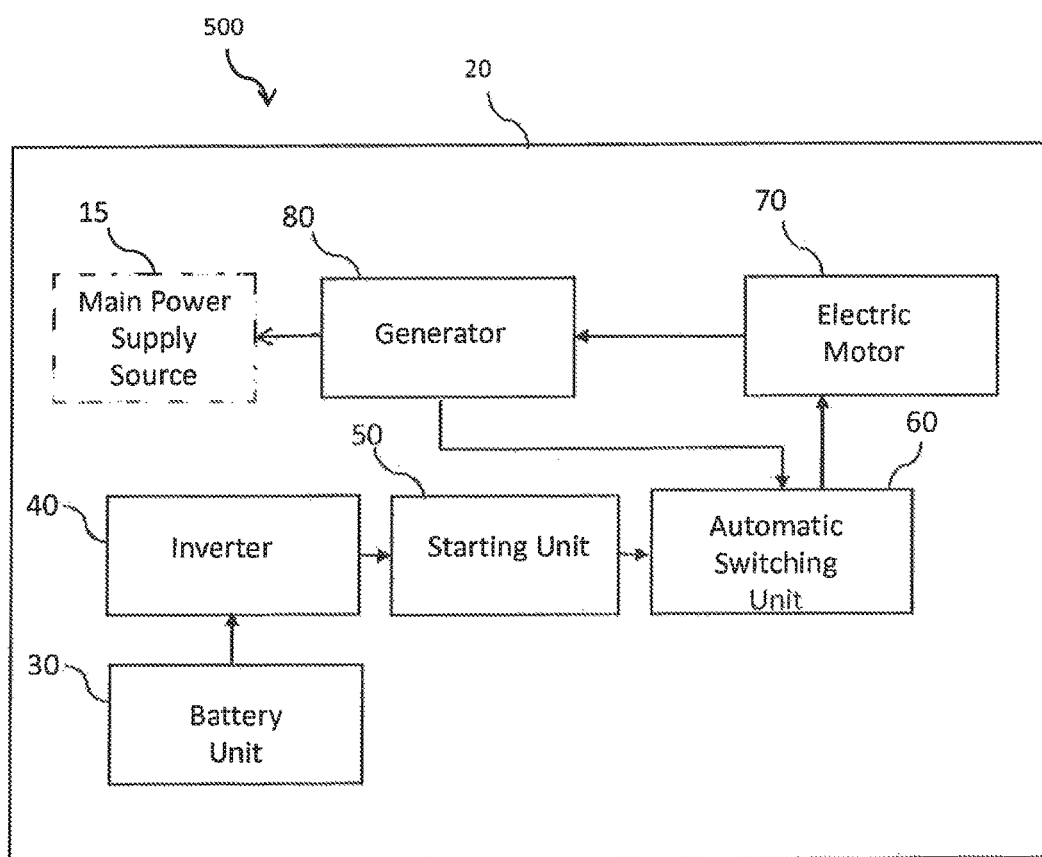 500
20
15
80
70
Main Power
Supply
Source
Generator
Electric
Motor
50
60
40
Inverter
Starting Unit
Automatic
Switching
Unit
30
Battery
Unit